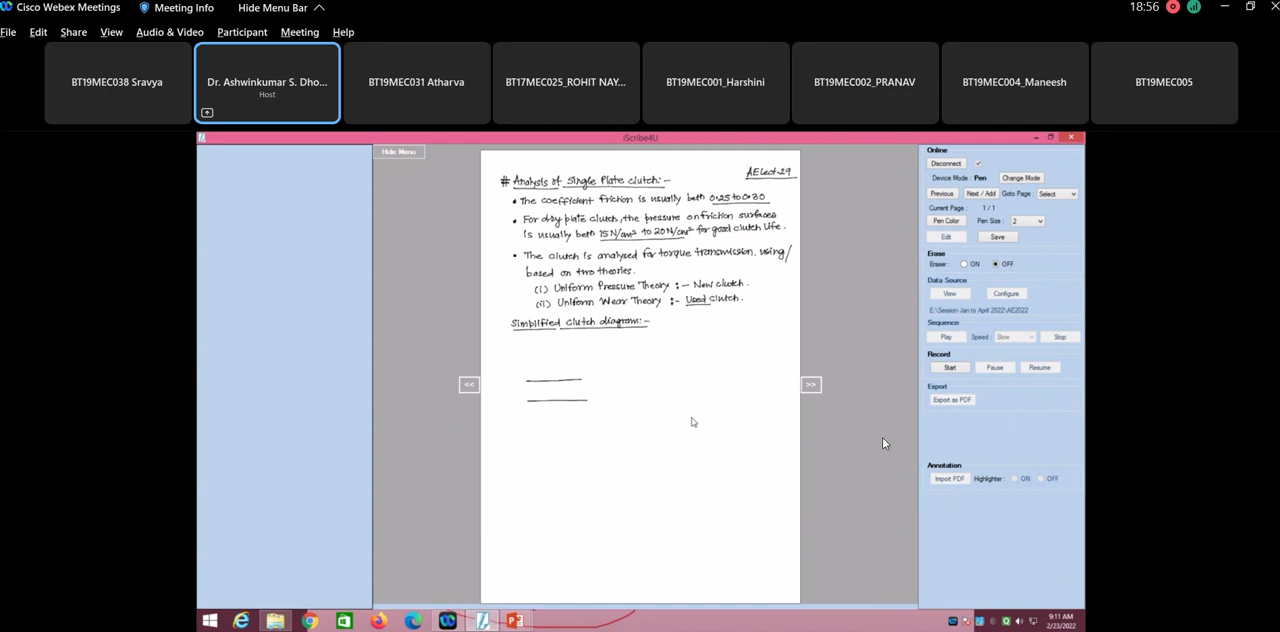 Cisco Webex Meetings
Meeting Info
Hide Menu Bar
18:56
File Edit Share View Audio & Video Participant Meeting Help
BT19MEC038 Sravya
Dr. Ashwinkumar S. Dho...
Host
BT19MEC031 Atharva
BT17MEC025_ROHIT NAY...
BT19MEC001_Harshini
BT19MEC002_PRANAV
BT19MEC004_Maneesh
BT19MEC005
iScribe4U
Hide Menu
AELect-29
# Analysis of Single Plate clutch:-
• The coefficient friction is usually betn 0.25 to 0.30
• For dry plate clutch, the pressure on friction surfaces
is usually betn 15 N/cm² to 20 N/cm² for good clutch life.
• The clutch is analysed for torque transmission using/
based on two theories.
(i) Uniform Pressure Theory :- New clutch.
(ii) Uniform Wear Theory :- Used clutch.
Simplified clutch diagram:-
<<
>>
Online
Disconnect
Device Mode : Pen Change Mode
Previous Next / Add Goto Page : Select
Current Page : 1 / 1
Pen Color Pen Size : 2
Edit Save
Erase
Eraser : ON OFF
Data Source
View Configure
E:\Session Jan to April 2022\AE2022
Sequence
Play Speed : Slow Stop
Record
Start Pause Resume
Export
Export as PDF
Annotation
Import PDF Highlighter : ON OFF
9:11 AM
2/23/2022